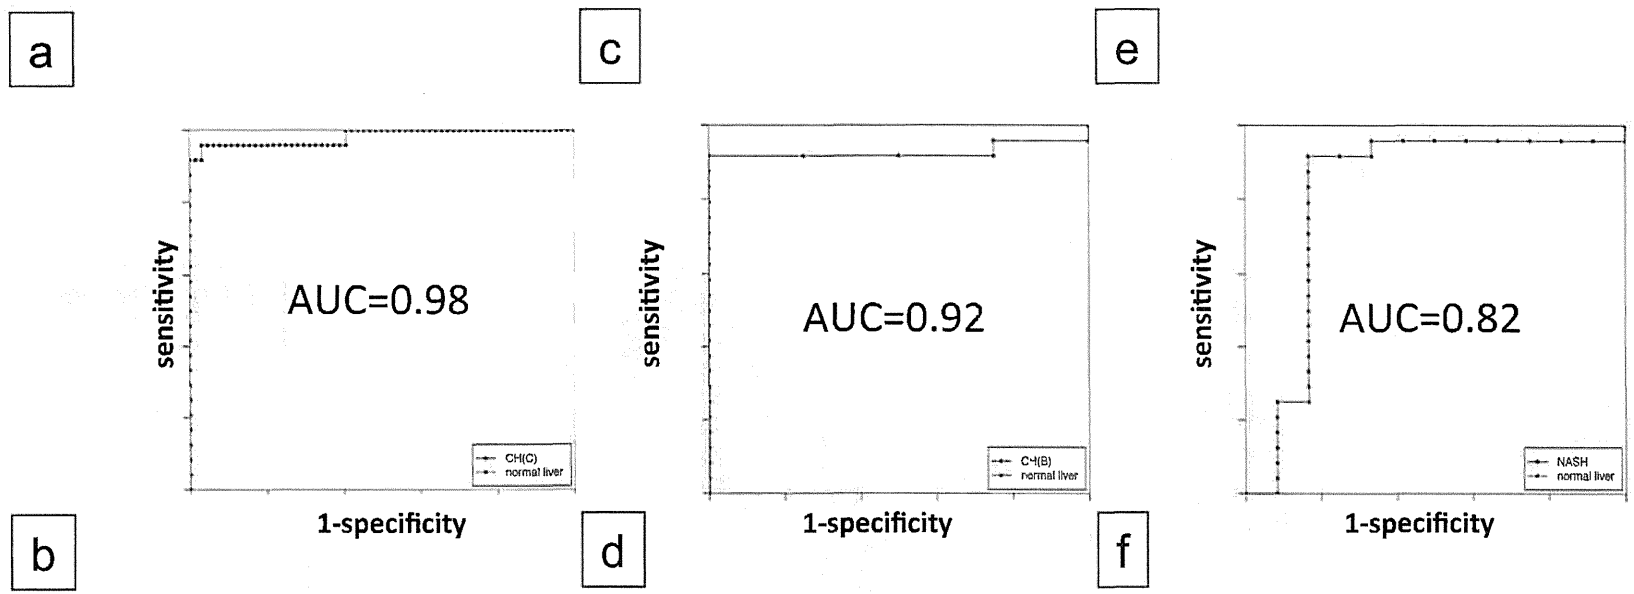 a
c
e
sensitivity
AUC=0.98
CH(C)
normal liver
1-specificity
sensitivity
AUC=0.92
CH(B)
normal liver
1-specificity
sensitivity
AUC=0.82
NASH
normal liver
1-specificity
b
d
f